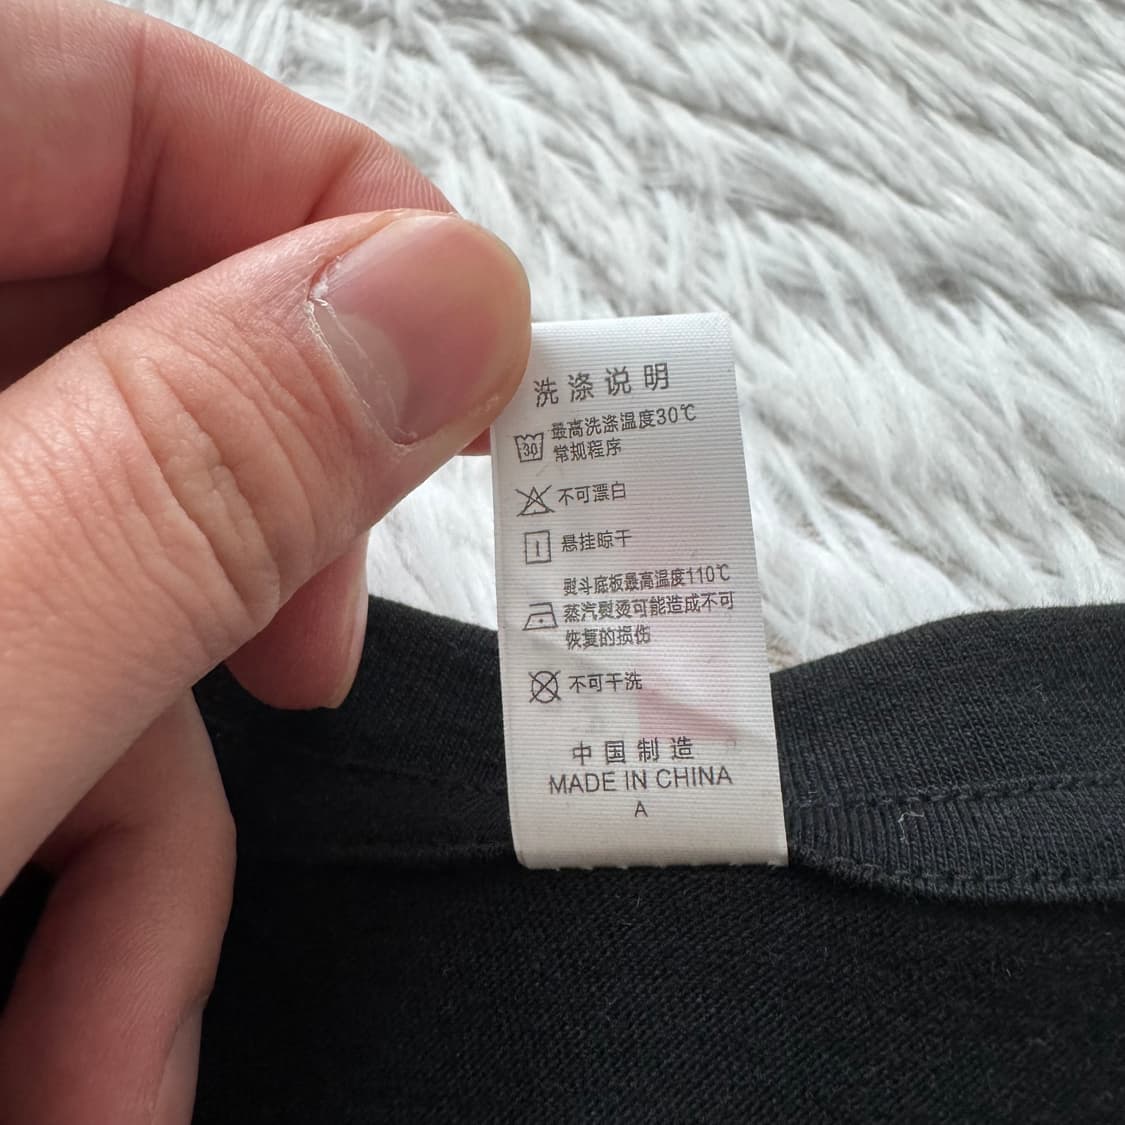 洗涤说明
30 最高洗涤温度30℃
常规程序
不可漂白
悬挂晾干
熨斗底板最高温度110℃
蒸汽熨烫可能造成不可
恢复的损伤
不可干洗
中国制造
MADE IN CHINA
A